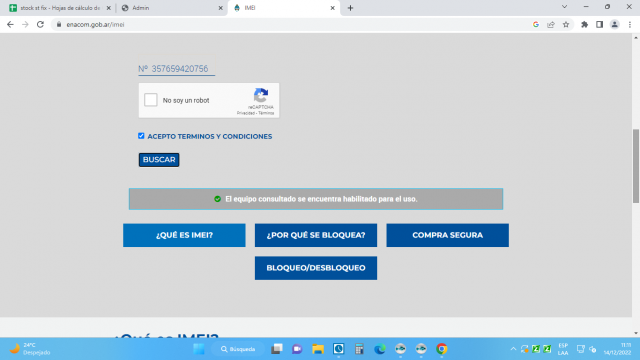 stock st fix - Hojas de cálculo de
Admin
IMEI
enacom.gob.ar/imei
Nº 357659420756
No soy un robot
reCAPTCHA
Privacidad - Términos
ACEPTO TERMINOS Y CONDICIONES
BUSCAR
El equipo consultado se encuentra habilitado para el uso.
¿QUÉ ES IMEI?
¿POR QUÉ SE BLOQUEA?
COMPRA SEGURA
BLOQUEO/DESBLOQUEO
¿Qué es IMEI?
24°C
Despejado
Búsqueda
ESP
LAA
11:11
14/12/2022